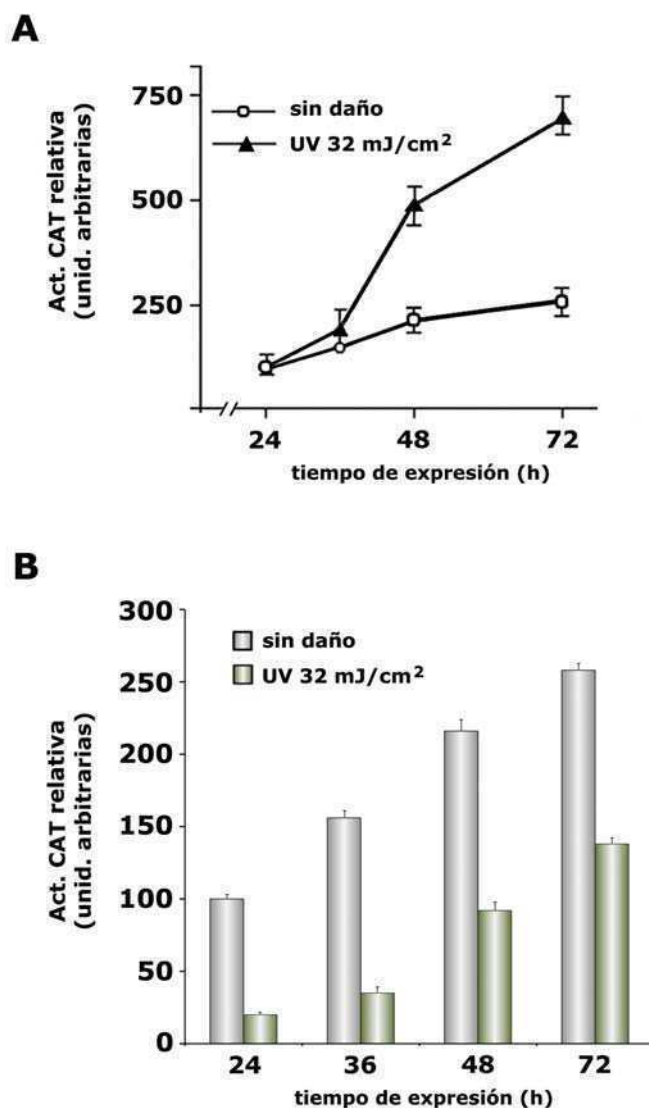 A
Act. CAT relativa
(unid. arbitrarias)
750
500
250
sin daño
UV 32 mJ/cm²
24
48
72
tiempo de expresión (h)
B
Act. CAT relativa
(unid. arbitrarias)
300
250
200
150
100
50
0
sin daño
UV 32 mJ/cm²
24
36
48
72
tiempo de expresión (h)